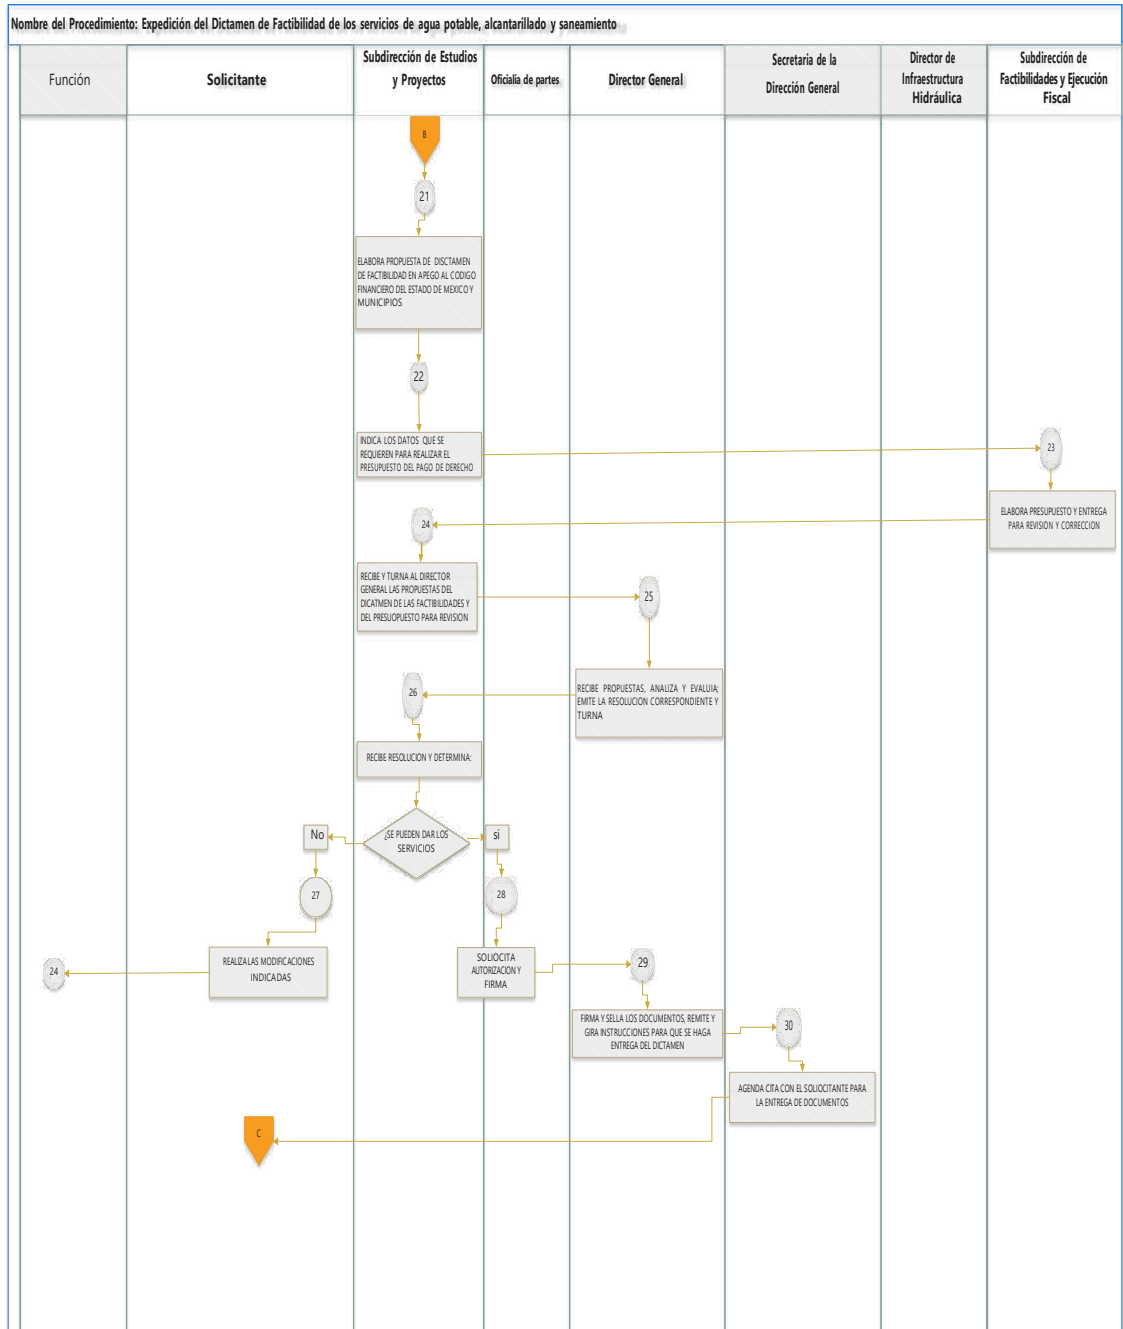 Nombre del Procedimiento: Expedición del Dictamen de Factibilidad de los servicios de agua potable, alcantarillado y saneamiento
Función
Solicitante
Subdirección de Estudios
y Proyectos
Oficialía de partes
Director General
Secretaria de la
Dirección General
Director de
Infraestructura
Hidráulica
Subdirección de
Factibilidades y Ejecución
Fiscal
B
21
ELABORA PROPUESTA DE DISCTAMEN
DE FACTIBILIDAD EN APEGO AL CODIGO
FINANCIERO DEL ESTADO DE MEXICO Y
MUNICIPIOS
22
INDICA LOS DATOS QUE SE
REQUIEREN PARA REALIZAR EL
PRESUPUESTO DEL PAGO DE DERECHO
23
ELABORA PRESUPUESTO Y ENTREGA
PARA REVISION Y CORRECCION
24
RECIBE Y TURNA AL DIRECTOR
GENERAL LAS PROPUESTAS DEL
DICATMEN DE LAS FACTIBILIDADES Y
DEL PRESUOPUESTO PARA REVISION
25
RECIBE PROPUESTAS, ANALIZA Y EVALUIA;
EMITE LA RESOLUCION CORRESPONDIENTE Y
TURNA
26
RECIBE RESOLUCION Y DETERMINA:
¿SE PUEDEN DAR LOS
SERVICIOS
No
si
27
28
REALIZA LAS MODIFICACIONES
INDICADAS
24
SOLIOCITA
AUTORIZACION Y
FIRMA
29
FIRMA Y SELLA LOS DOCUMENTOS, REMITE Y
GIRA INSTRUCCIONES PARA QUE SE HAGA
ENTREGA DEL DICTAMEN
30
AGENDA CITA CON EL SOLIOCITANTE PARA
LA ENTREGA DE DOCUMENTOS
C